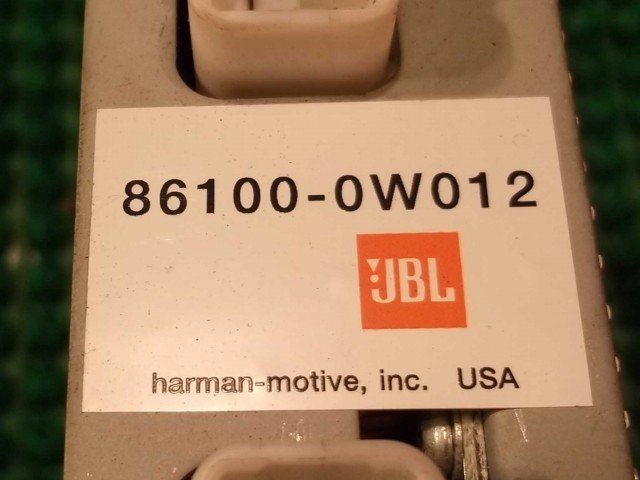 86100-0W012
JBL
harman-motive, inc. USA